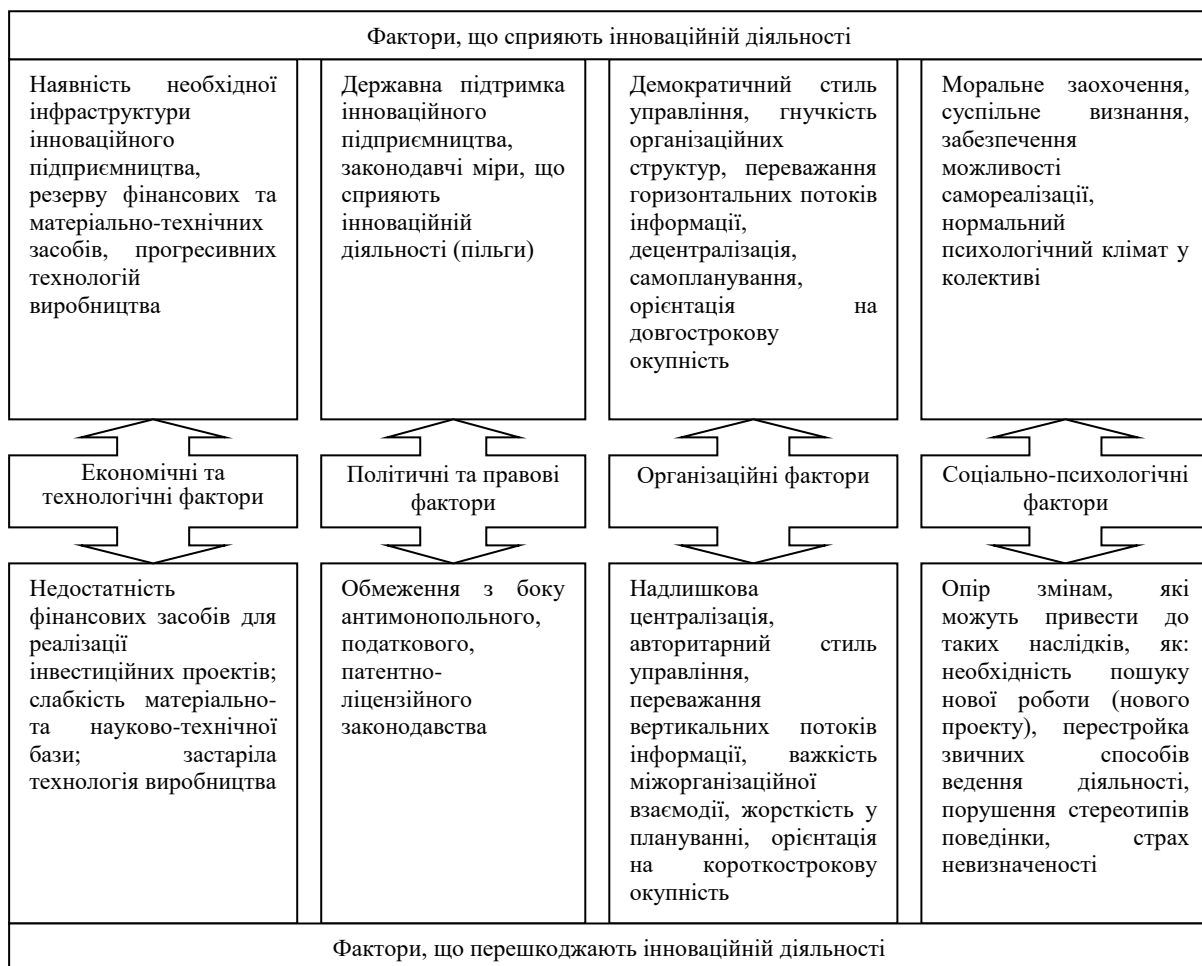 Фактори, що сприяють інноваційній діяльності
Наявність необхідної
інфраструктури
інноваційного
підприємництва,
резерву фінансових та
матеріально-технічних
засобів, прогресивних
технологій
виробництва
Державна підтримка
інноваційного
підприємництва,
законодавчі міри, що
сприяють
інноваційній
діяльності (пільги)
Демократичний стиль
управління, гнучкість
організаційних
структур, переважання
горизонтальних потоків
інформації,
децентралізація,
самопланування,
орієнтація на
довгострокову
окупність
Моральне заохочення,
суспільне визнання,
забезпечення
можливості
самореалізації,
нормальний
психологічний клімат у
колективі
Економічні та
технологічні фактори
Політичні та правові
фактори
Організаційні фактори
Соціально-психологічні
фактори
Недостатність
фінансових засобів для
реалізації
інвестиційних проектів;
слабкість матеріально-
та науково-технічної
бази; застаріла
технологія виробництва
Обмеження з боку
антимонопольного,
податкового,
патентно-
ліцензійного
законодавства
Надлишкова
централізація,
авторитарний стиль
управління,
переважання
вертикальних потоків
інформації, важкість
міжорганізаційної
взаємодії, жорсткість у
плануванні, орієнтація
на короткострокову
окупність
Опір змінам, які
можуть привести до
таких наслідків, як:
необхідність пошуку
нової роботи (нового
проекту), перестройка
звичних способів
ведення діяльності,
порушення стереотипів
поведінки, страх
невизначеності
Фактори, що перешкоджають інноваційній діяльності